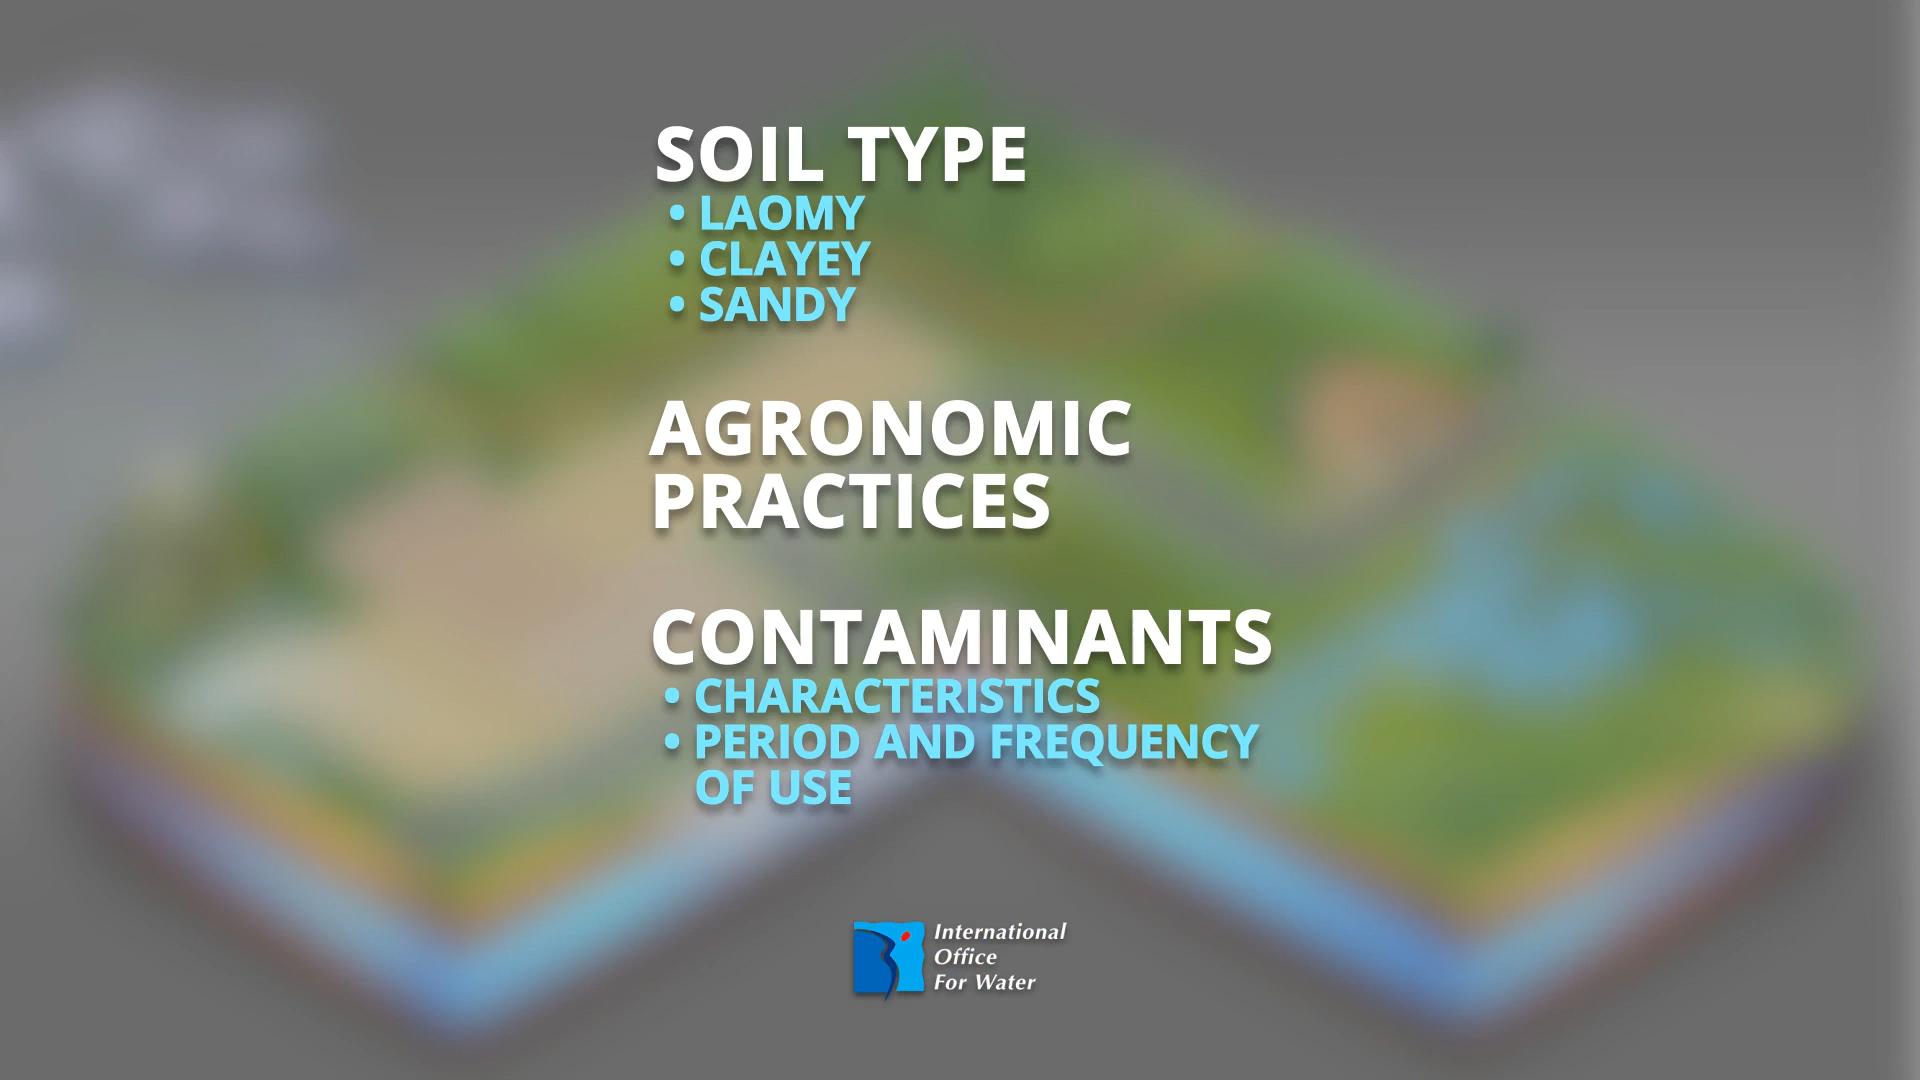 SOIL TYPE
• LAOMY
• CLAYEY
• SANDY
AGRONOMIC
PRACTICES
CONTAMINANTS
• CHARACTERISTICS
• PERIOD AND FREQUENCY
OF USE
International
Office
For Water